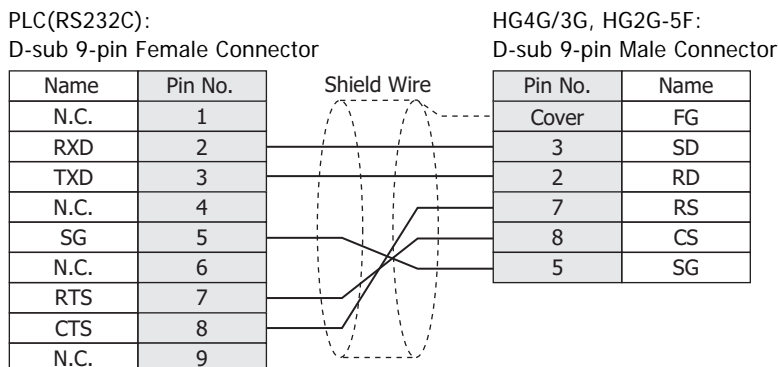 PLC(RS232C):
D-sub 9-pin Female Connector
HG4G/3G, HG2G-5F:
D-sub 9-pin Male Connector
Name Pin No.
N.C. 1
RXD 2
TXD 3
N.C. 4
SG 5
N.C. 6
RTS 7
CTS 8
N.C. 9
Shield Wire
Pin No. Name
Cover FG
3 SD
2 RD
7 RS
8 CS
5 SG